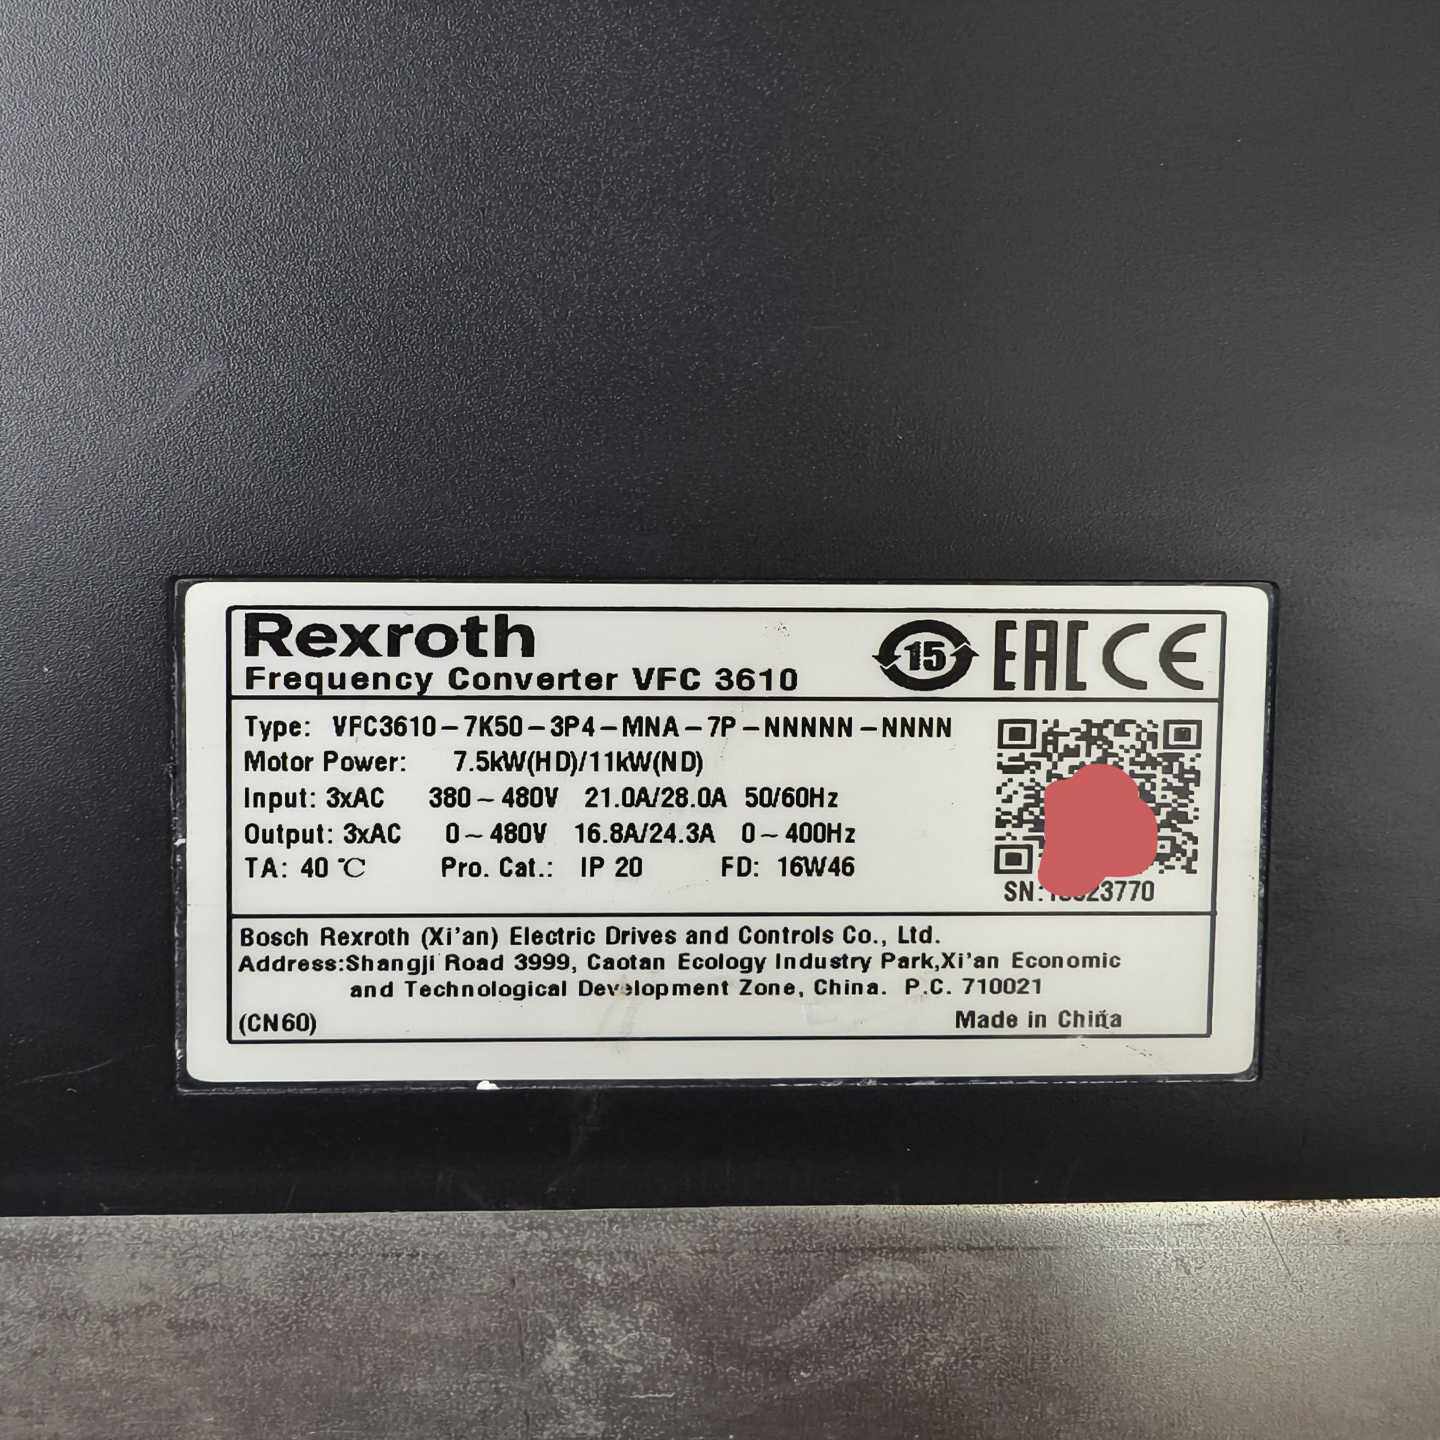 Rexroth
Frequency Converter VFC 3610
15 EAC CE
Type: VFC3610-7K50-3P4-MNA-7P-NNNNN-NNNN
Motor Power: 7.5kW(HD)/11kW(ND)
Input: 3xAC 380~480V 21.0A/28.0A 50/60Hz
Output: 3xAC 0~480V 16.8A/24.3A 0~400Hz
TA: 40℃ Pro. Cat.: IP 20 FD: 16W46
SN:
Bosch Rexroth (Xi'an) Electric Drives and Controls Co., Ltd.
Address:Shangji Road 3999, Caotan Ecology Industry Park,Xi'an Economic
and Technological Development Zone, China. P.C. 710021
(CN60) Made in China